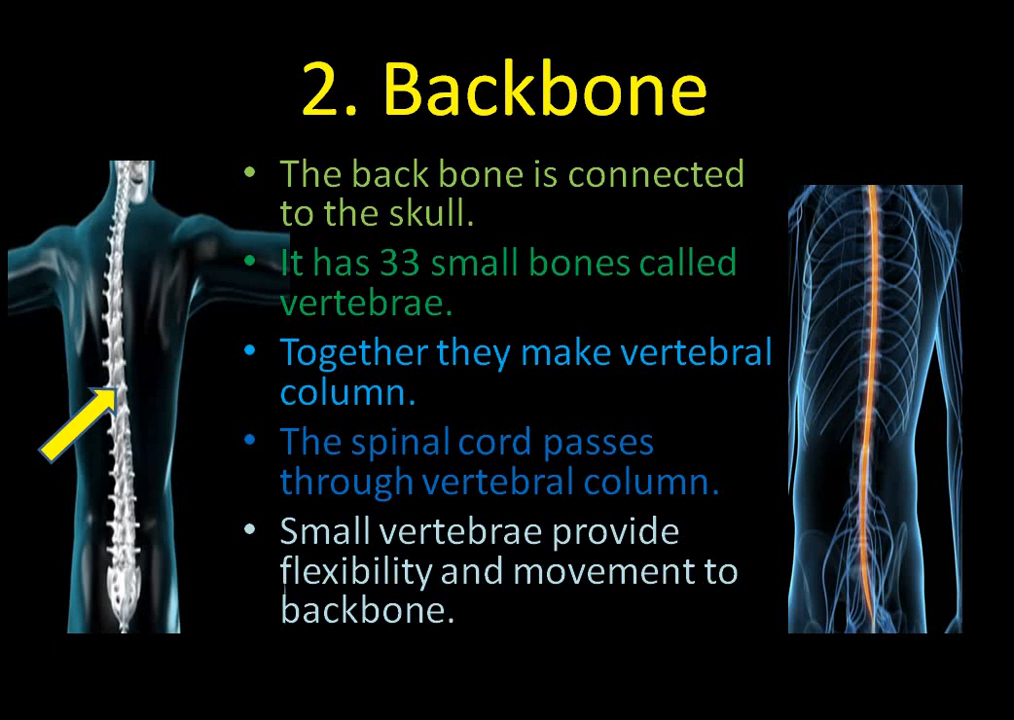 2. Backbone
• The back bone is connected
to the skull.
• It has 33 small bones called
vertebrae.
• Together they make vertebral
column.
• The spinal cord passes
through vertebral column.
• Small vertebrae provide
flexibility and movement to
backbone.